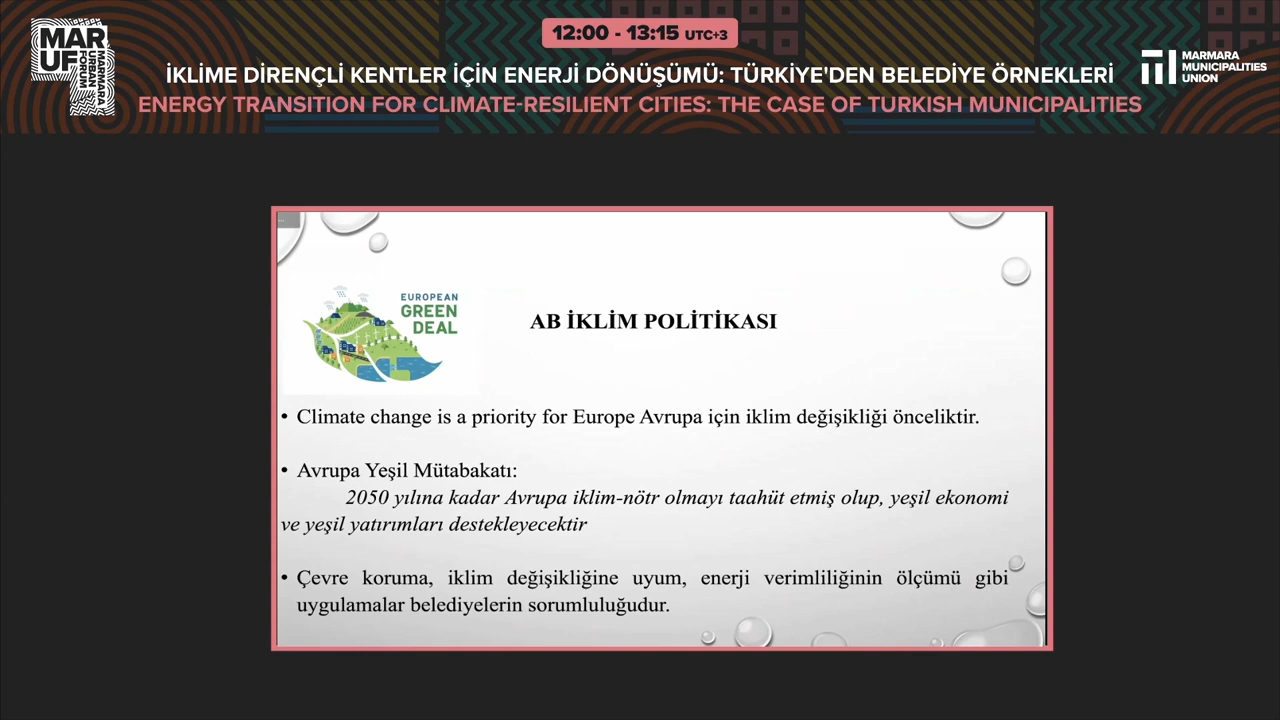 12:00 - 13:15 UTC+3
MAR
UF
MARMARA
URBAN
FORUM
İKLİME DİRENÇLİ KENTLER İÇİN ENERJİ DÖNÜŞÜMÜ: TÜRKİYE'DEN BELEDİYE ÖRNEKLERİ
ENERGY TRANSITION FOR CLIMATE-RESILIENT CITIES: THE CASE OF TURKISH MUNICIPALITIES
MARMARA
MUNICIPALITIES
UNION
EUROPEAN
GREEN
DEAL
AB İKLİM POLİTİKASI
• Climate change is a priority for Europe Avrupa için iklim değişikliği önceliktir.
• Avrupa Yeşil Mütabakatı:
2050 yılına kadar Avrupa iklim-nötr olmayı taahüt etmiş olup, yeşil ekonomi
ve yeşil yatırımları destekleyecektir
• Çevre koruma, iklim değişikliğine uyum, enerji verimliliğinin ölçümü gibi
uygulamalar belediyelerin sorumluluğudur.